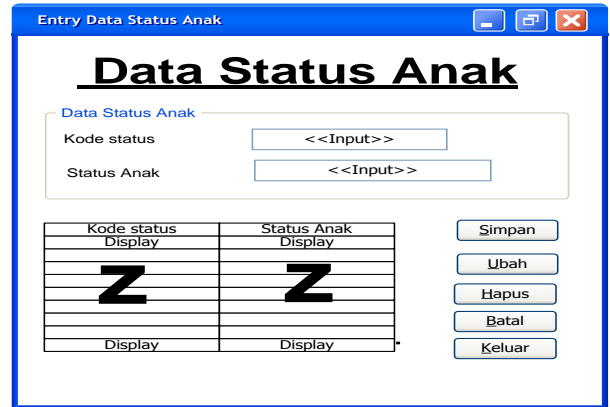 Entry Data Status Anak
Data Status Anak
Data Status Anak
Kode status <<Input>>
Status Anak <<Input>>
Kode status Status Anak
Display Display
Z Z
Display Display
Simpan
Ubah
Hapus
Batal
Keluar